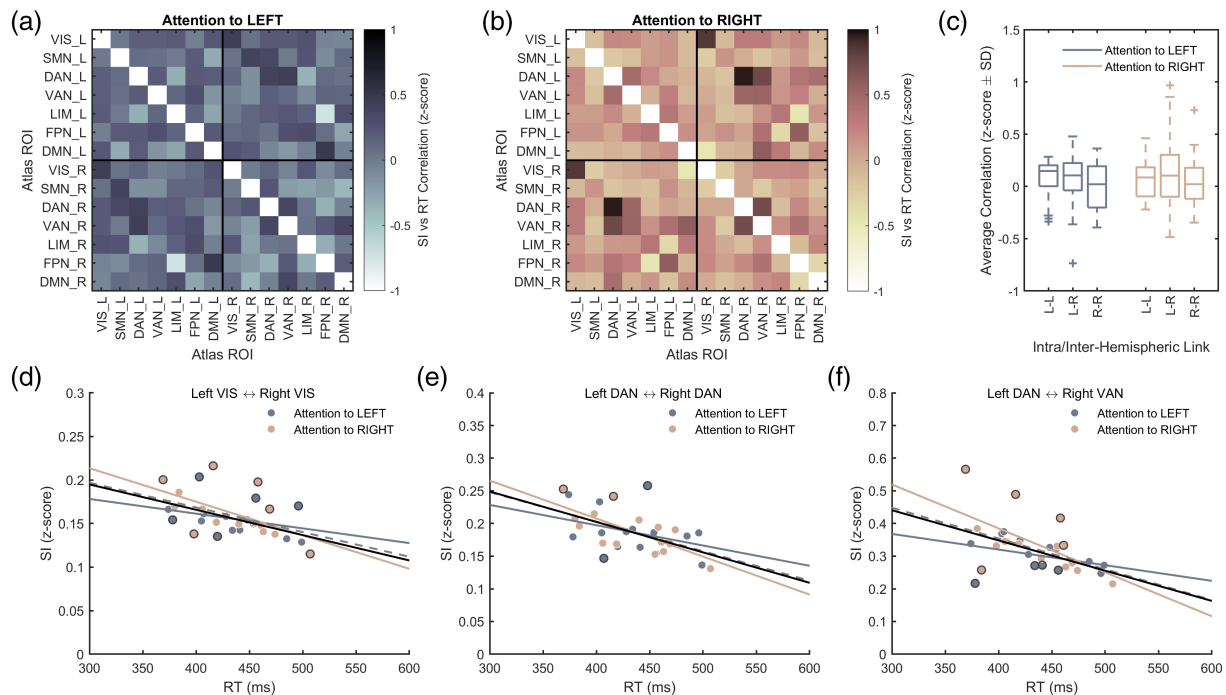 (a)
Attention to LEFT
VIS_L
SMN_L
DAN_L
VAN_L
LIM_L
FPN_L
DMN_L
VIS_R
SMN_R
DAN_R
VAN_R
LIM_R
FPN_R
DMN_R
Atlas ROI
VIS_L
SMN_L
DAN_L
VAN_L
LIM_L
FPN_L
DMN_L
VIS_R
SMN_R
DAN_R
VAN_R
LIM_R
FPN_R
DMN_R
Atlas ROI
1
0.5
0
-0.5
-1
SI vs RT Correlation (z-score)
(b)
Attention to RIGHT
VIS_L
SMN_L
DAN_L
VAN_L
LIM_L
FPN_L
DMN_L
VIS_R
SMN_R
DAN_R
VAN_R
LIM_R
FPN_R
DMN_R
Atlas ROI
VIS_L
SMN_L
DAN_L
VAN_L
LIM_L
FPN_L
DMN_L
VIS_R
SMN_R
DAN_R
VAN_R
LIM_R
FPN_R
DMN_R
Atlas ROI
1
0.5
0
-0.5
-1
SI vs RT Correlation (z-score)
(c)
Average Correlation (z-score ± SD)
1.5
1
0.5
0
-0.5
-1
Attention to LEFT
Attention to RIGHT
L-L
L-R
R-R
L-L
L-R
R-R
Intra/Inter-Hemispheric Link
(d)
Left VIS ↔ Right VIS
Attention to LEFT
Attention to RIGHT
SI (z-score)
0.3
0.25
0.2
0.15
0.1
0.05
0
300 350 400 450 500 550 600
RT (ms)
(e)
Left DAN ↔ Right DAN
Attention to LEFT
Attention to RIGHT
SI (z-score)
0.4
0.3
0.25
0.2
0.1
0
300 350 400 450 500 550 600
RT (ms)
(f)
Left DAN ↔ Right VAN
Attention to LEFT
Attention to RIGHT
SI (z-score)
0.8
0.7
0.6
0.5
0.4
0.3
0.2
0.1
0
300 350 400 450 500 550 600
RT (ms)